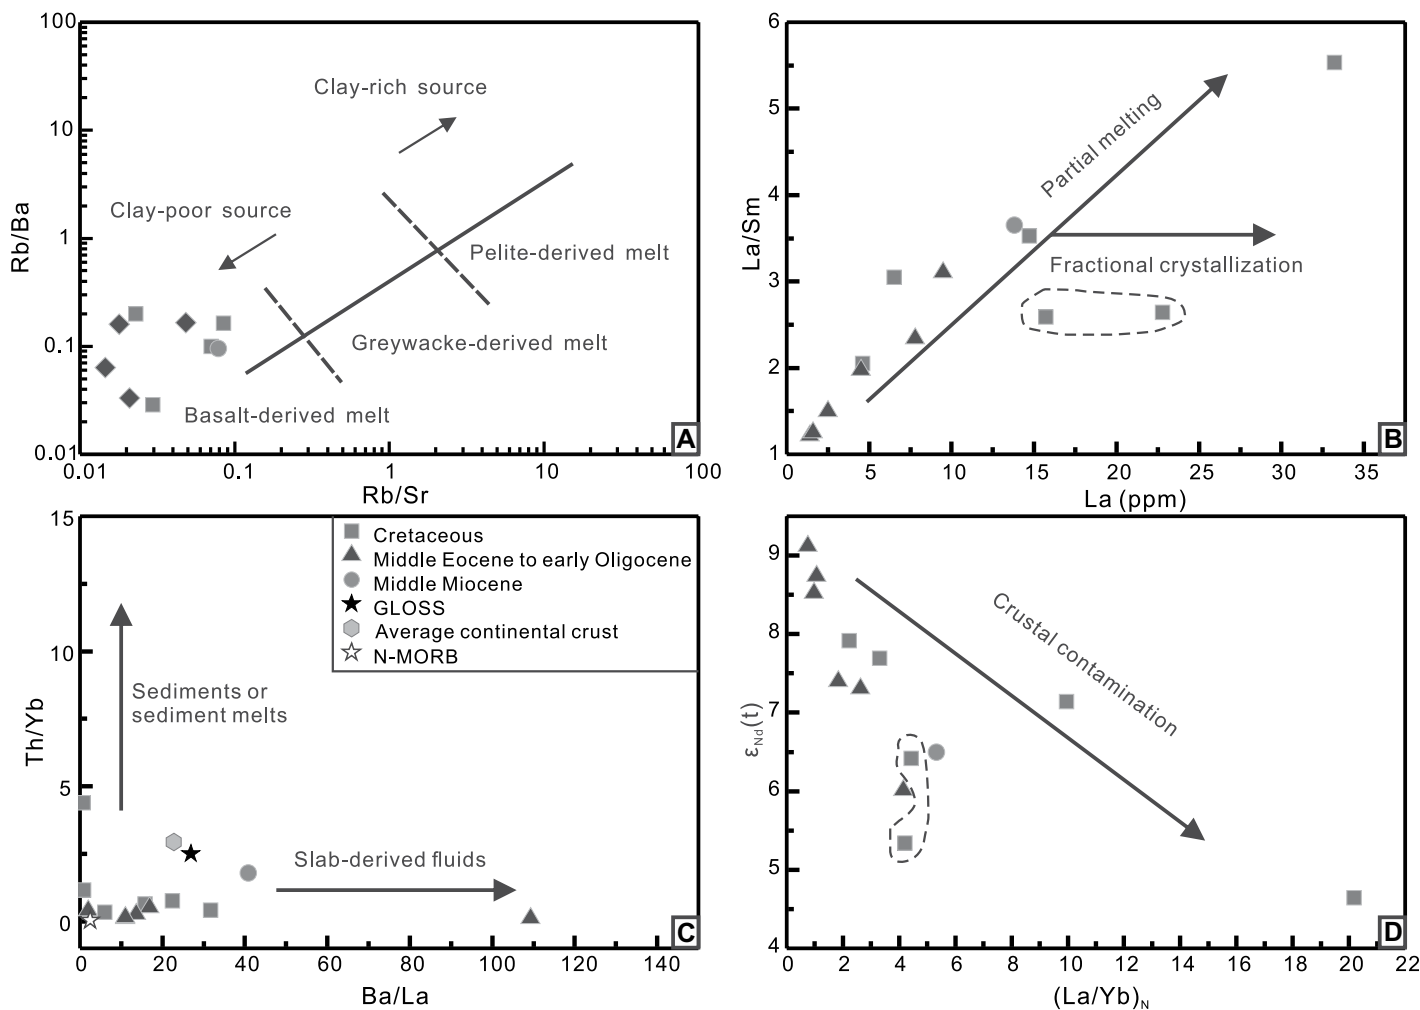 100
10
1
0.1
0.01
Rb/Ba
Clay-rich source
Clay-poor source
Pelite-derived melt
Greywacke-derived melt
Basalt-derived melt
A
0.01
0.1
1
10
100
Rb/Sr
6
5
4
3
2
1
La/Sm
Partial melting
Fractional crystallization
B
0
5
10
15
20
25
30
35
La (ppm)
15
10
5
0
Th/Yb
Cretaceous
Middle Eocene to early Oligocene
Middle Miocene
GLOSS
Average continental crust
N-MORB
Sediments or
sediment melts
Slab-derived fluids
C
0
20
40
60
80
100
120
140
Ba/La
9
8
7
6
5
4
εNd(t)
Crustal contamination
D
0
2
4
6
8
10
12
14
16
18
20
22
(La/Yb)N